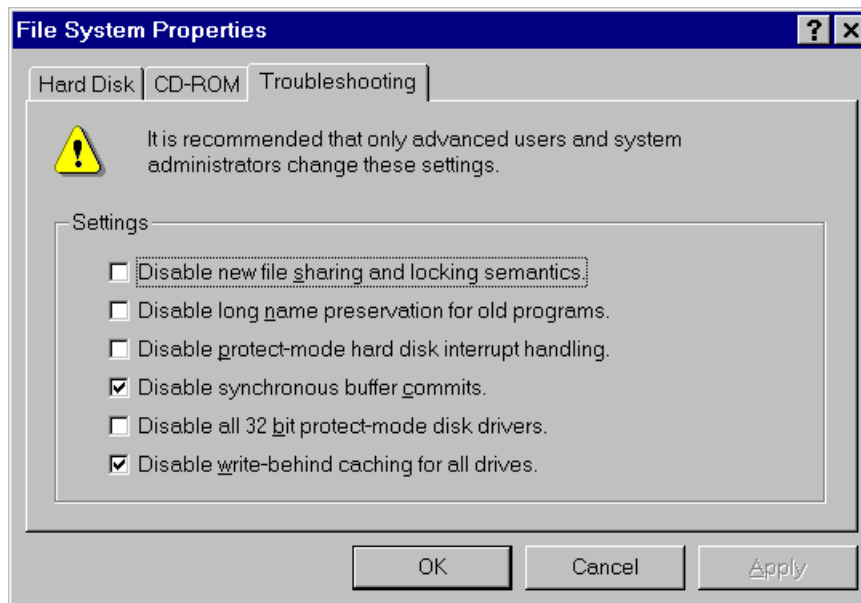 File System Properties
Hard Disk
CD-ROM
Troubleshooting
It is recommended that only advanced users and system
administrators change these settings.
Settings
Disable new file sharing and locking semantics.
Disable long name preservation for old programs.
Disable protect-mode hard disk interrupt handling.
Disable synchronous buffer commits.
Disable all 32 bit protect-mode disk drivers.
Disable write-behind caching for all drives.
OK
Cancel
Apply